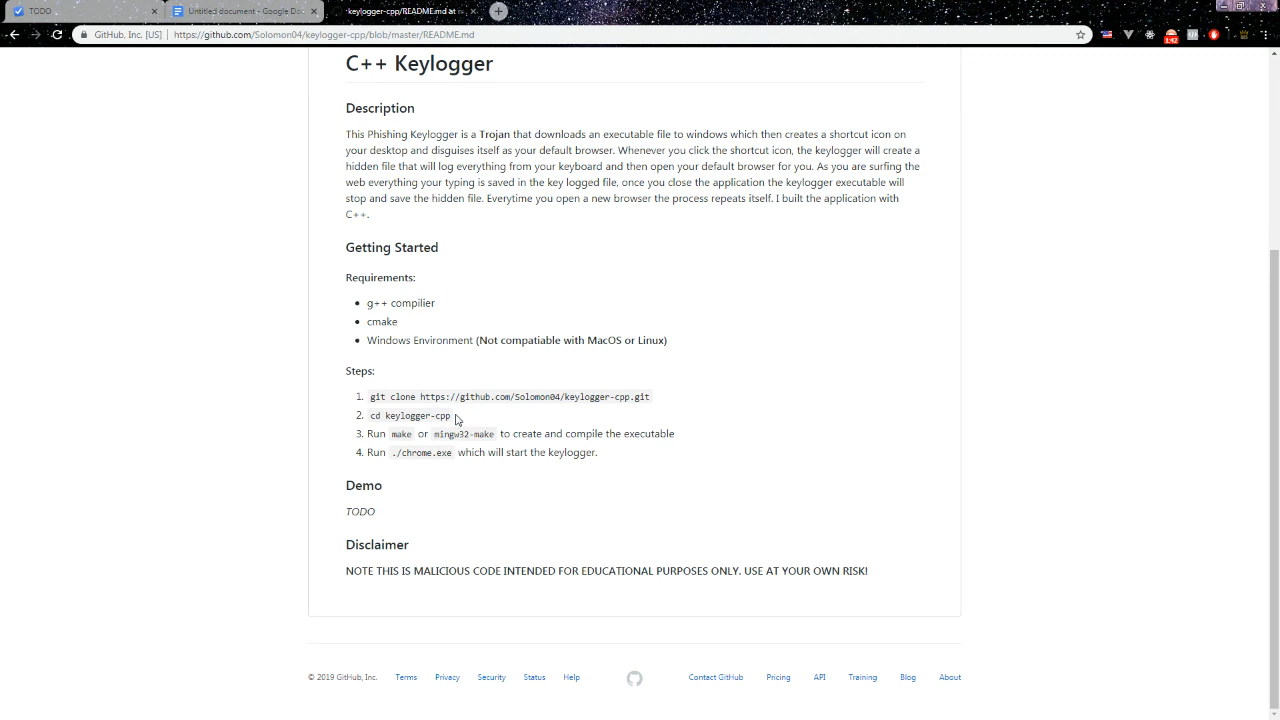 TODO
Untitled document - Google Do
keylogger-cpp/README.md at
GitHub, Inc. [US] | https://github.com/Solomon04/keylogger-cpp/blob/master/README.md
1:42
C++ Keylogger
Description
This Phishing Keylogger is a Trojan that downloads an executable file to windows which then creates a shortcut icon on
your desktop and disguises itself as your default browser. Whenever you click the shortcut icon, the keylogger will create a
hidden file that will log everything from your keyboard and then open your default browser for you. As you are surfing the
web everything your typing is saved in the key logged file, once you close the application the keylogger executable will
stop and save the hidden file. Everytime you open a new browser the process repeats itself. I built the application with
C++.
Getting Started
Requirements:
g++ compilier
cmake
Windows Environment (Not compatiable with MacOS or Linux)
Steps:
1. git clone https://github.com/Solomon04/keylogger-cpp.git
2. cd keylogger-cpp
3. Run make or mingw32-make to create and compile the executable
4. Run ./chrome.exe which will start the keylogger.
Demo
TODO
Disclaimer
NOTE THIS IS MALICIOUS CODE INTENDED FOR EDUCATIONAL PURPOSES ONLY. USE AT YOUR OWN RISK!
© 2019 GitHub, Inc. Terms Privacy Security Status Help Contact GitHub Pricing API Training Blog About